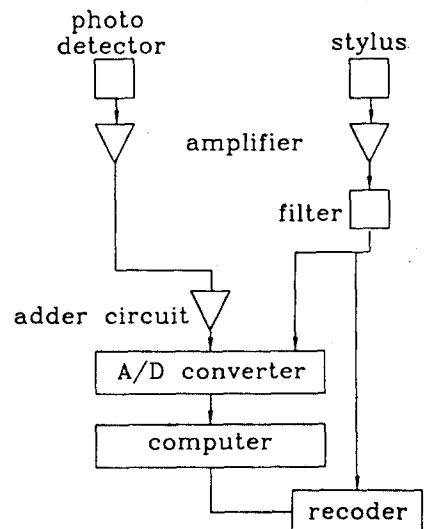 photo
detector
stylus
amplifier
filter
adder circuit
A/D converter
computer
recoder